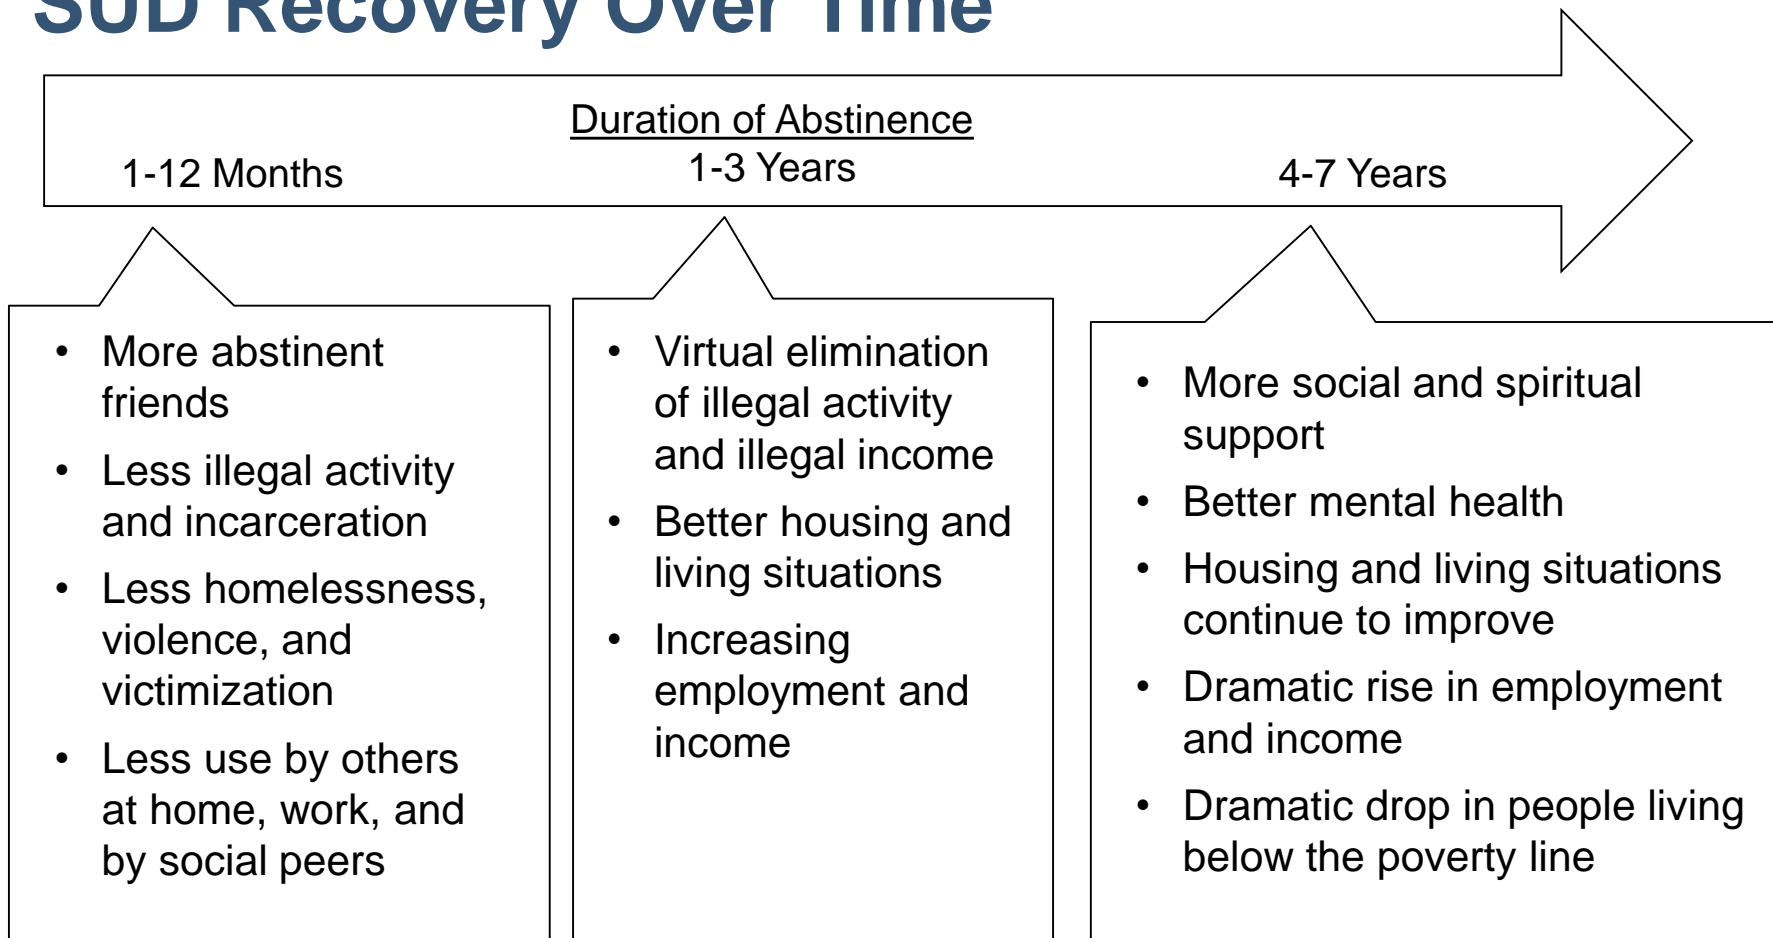 SUD Recovery Over Time
Duration of Abstinence
1-12 Months
1-3 Years
4-7 Years
• More abstinent
friends
• Less illegal activity
and incarceration
• Less homelessness,
violence, and
victimization
• Less use by others
at home, work, and
by social peers
• Virtual elimination
of illegal activity
and illegal income
• Better housing and
living situations
• Increasing
employment and
income
• More social and spiritual
support
• Better mental health
• Housing and living situations
continue to improve
• Dramatic rise in employment
and income
• Dramatic drop in people living
below the poverty line